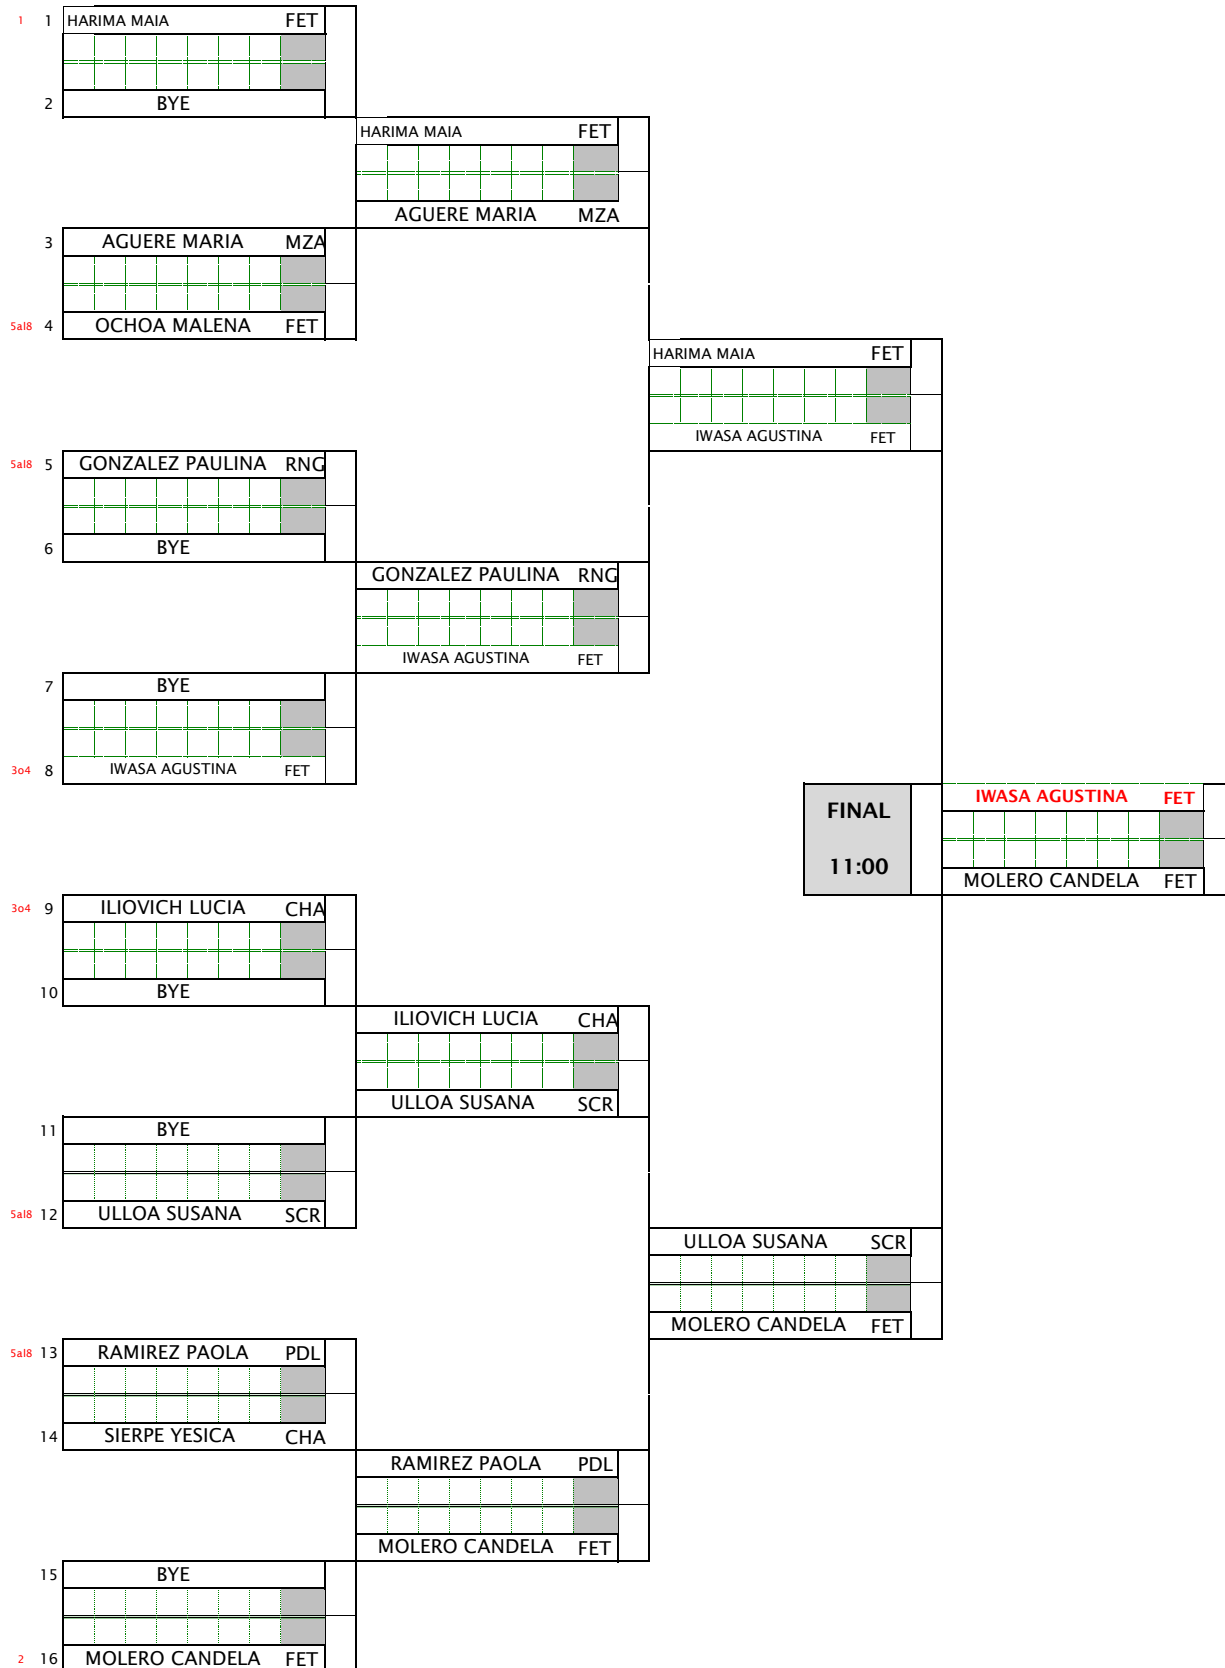 1 1 HARIMA MAIA FET
2 BYE
HARIMA MAIA FET
AGUERE MARIA MZA
3 AGUERE MARIA MZA
5al8 4 OCHOA MALENA FET
HARIMA MAIA FET
IWASA AGUSTINA FET
5al8 5 GONZALEZ PAULINA RNG
6 BYE
GONZALEZ PAULINA RNG
IWASA AGUSTINA FET
7 BYE
3o4 8 IWASA AGUSTINA FET
IWASA AGUSTINA FET
FINAL
11:00
MOLERO CANDELA FET
3o4 9 ILIOVICH LUCIA CHA
10 BYE
ILIOVICH LUCIA CHA
ULLOA SUSANA SCR
11 BYE
5al8 12 ULLOA SUSANA SCR
ULLOA SUSANA SCR
MOLERO CANDELA FET
5al8 13 RAMIREZ PAOLA PDL
14 SIERPE YESICA CHA
RAMIREZ PAOLA PDL
MOLERO CANDELA FET
15 BYE
2 16 MOLERO CANDELA FET